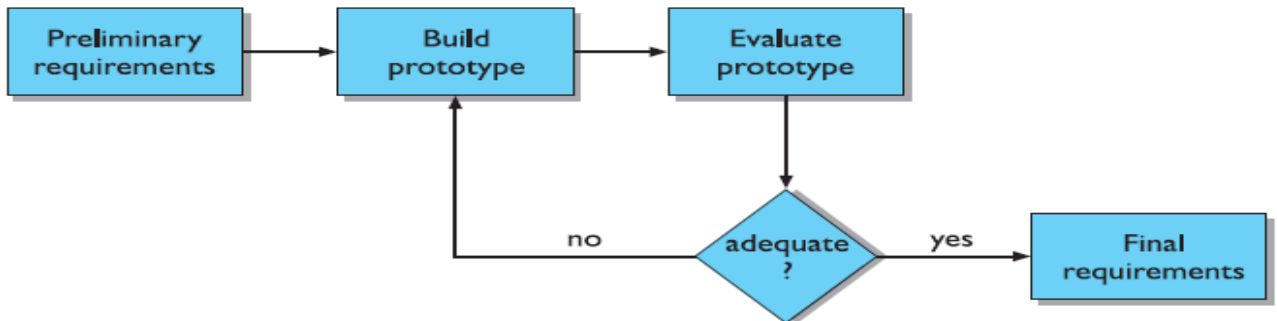 Preliminary
requirements
Build
prototype
Evaluate
prototype
no
adequate
?
yes
Final
requirements